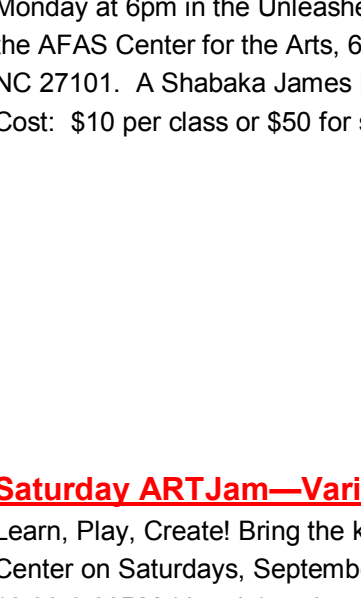 Monday at 6pm in the Unleashe
the AFAS Center for the Arts, 6
NC 27101. A Shabaka James
Cost: $10 per class or $50 for
Saturday ARTJam—Vari
Learn, Play, Create! Bring the
Center on Saturdays, Septemb